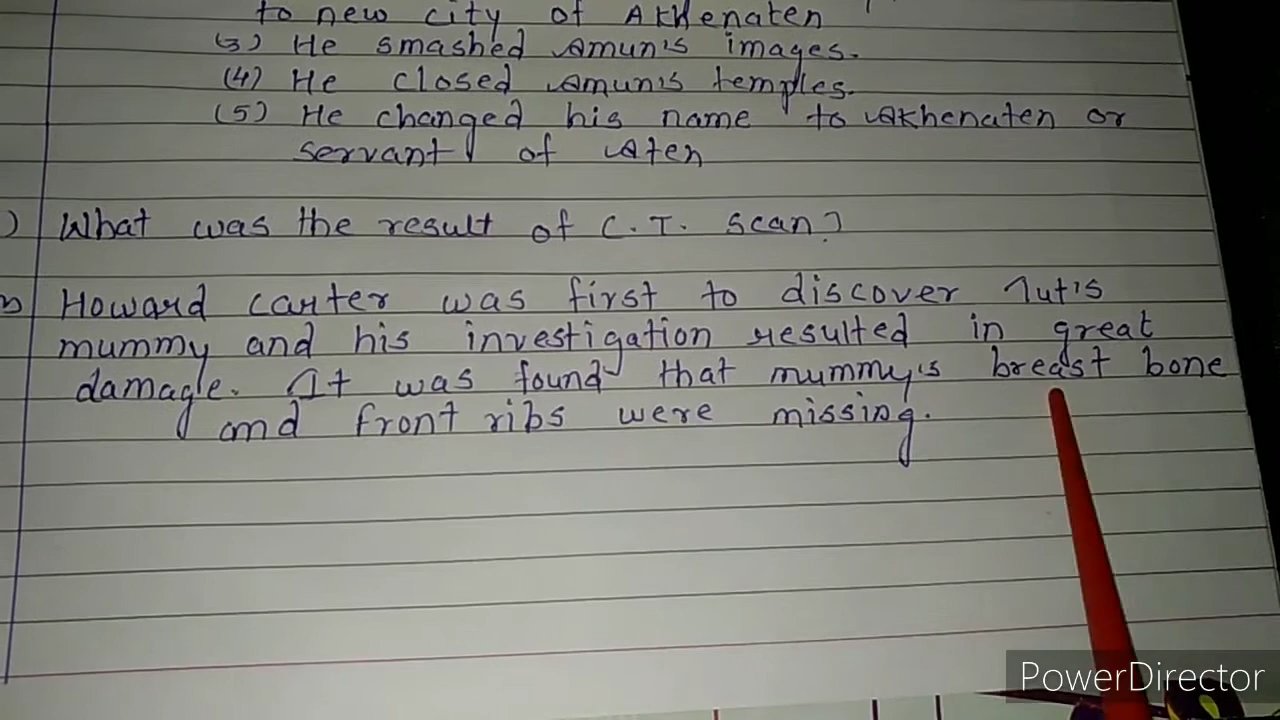 to new city of Akhenaten
(3) He smashed Amun's images.
(4) He closed Amun's temples.
(5) He changed his name to Akhenaten or
servant of Aten
) What was the result of C.T. scan?
Howard carter was first to discover Tut's
mummy and his investigation resulted in great
damage. It was found that mummy's breast bone
and front ribs were missing.
PowerDirector